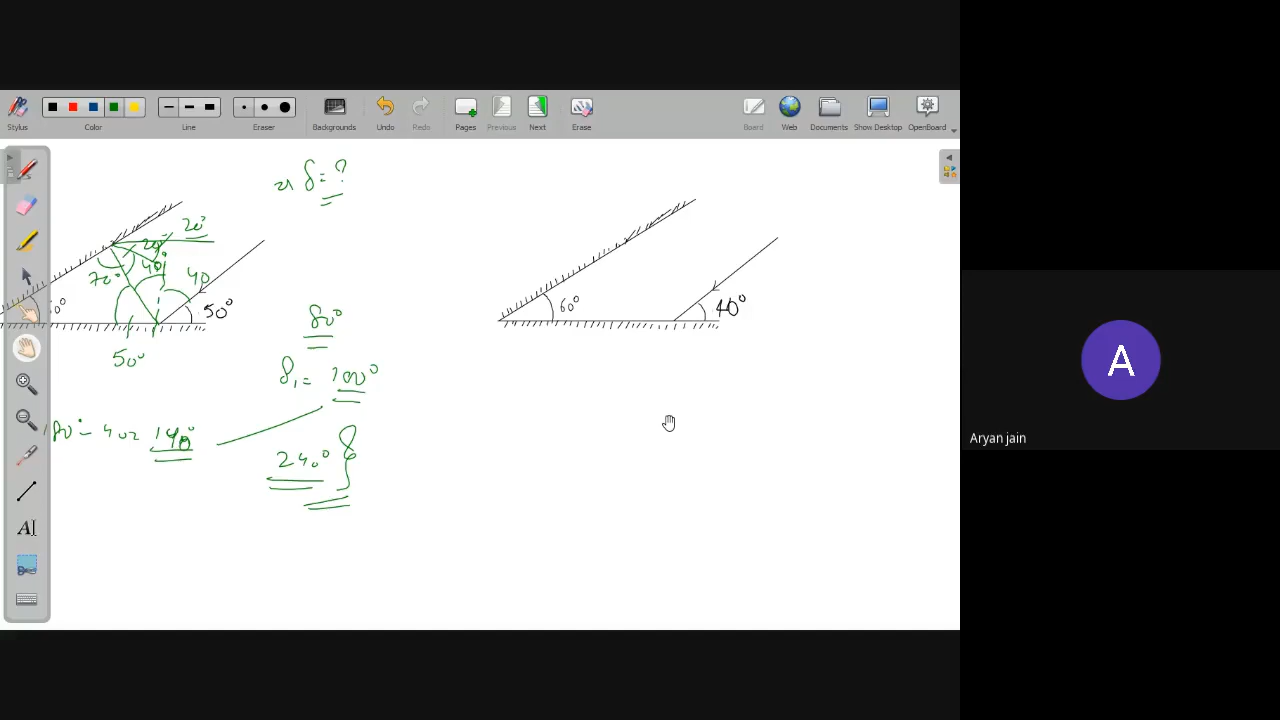 Stylus
Color
Line
Eraser
Backgrounds
Undo
Redo
Pages
Previous
Next
Erase
Board
Web
Documents
Show Desktop
OpenBoard
δ = ?
20°
20°
40°
70°
40
50°
50°
80°
δ₁ = 100°
140°
240°
60°
40°
A
Aryan jain